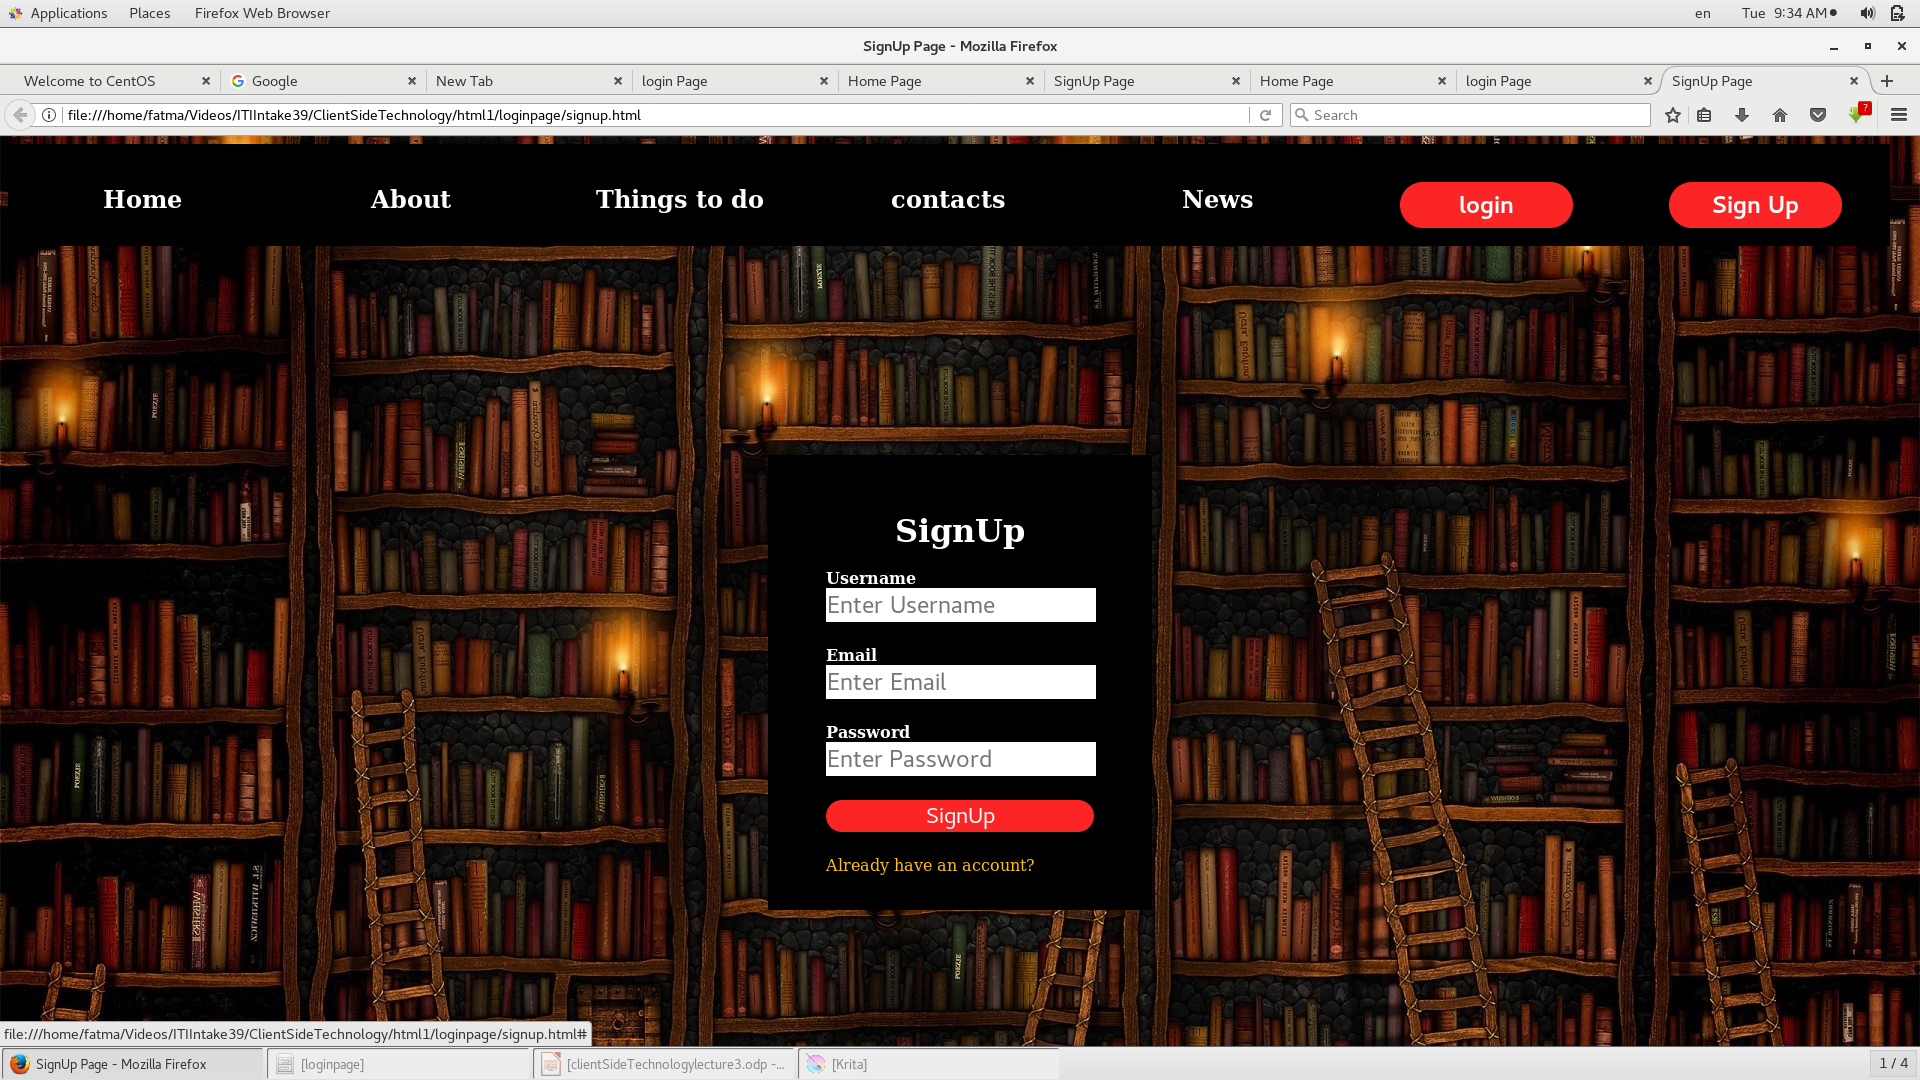 Applications Places Firefox Web Browser en Tue 9:34 AM
SignUp Page - Mozilla Firefox
Welcome to CentOS Google New Tab login Page Home Page SignUp Page Home Page login Page SignUp Page
file:///home/fatma/Videos/ITIIntake39/ClientSideTechnology/html1/loginpage/signup.html Search ?
Home About Things to do contacts News login Sign Up
SignUp
Username
Enter Username
Email
Enter Email
Password
Enter Password
SignUp
Already have an account?
file:///home/fatma/Videos/ITIIntake39/ClientSideTechnology/html1/loginpage/signup.html#
SignUp Page - Mozilla Firefox [loginpage] [clientSideTechnologylecture3.odp -... [Krita] 1 / 4